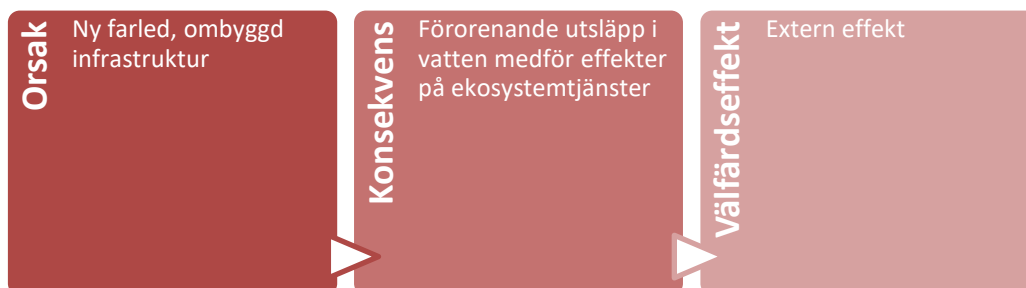 Orsak
Ny farled, ombyggd
infrastruktur
Konsekvens
Förorenande utsläpp i
vatten medför effekter
på ekosystemtjänster
Välfärdseffekt
Extern effekt